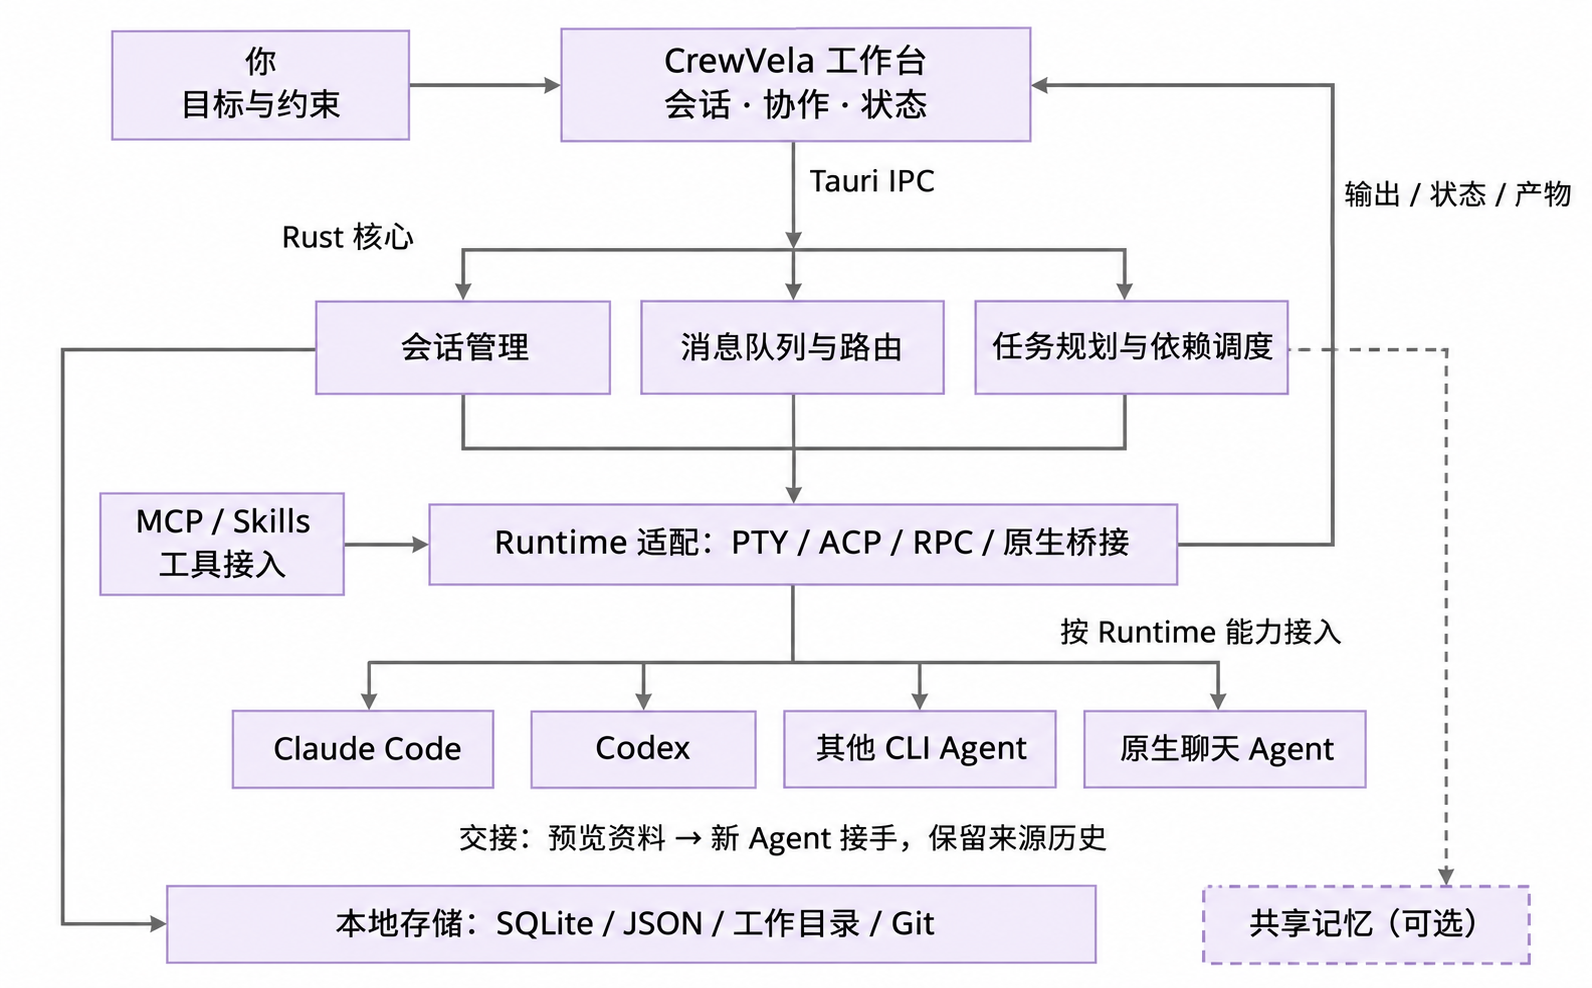 你
目标与约束
CrewVela 工作台
会话 · 协作 · 状态
Tauri IPC
输出 / 状态 / 产物
Rust 核心
会话管理
消息队列与路由
任务规划与依赖调度
MCP / Skills
工具接入
Runtime 适配：PTY / ACP / RPC / 原生桥接
按 Runtime 能力接入
Claude Code
Codex
其他 CLI Agent
原生聊天 Agent
交接：预览资料 → 新 Agent 接手，保留来源历史
本地存储：SQLite / JSON / 工作目录 / Git
共享记忆（可选）